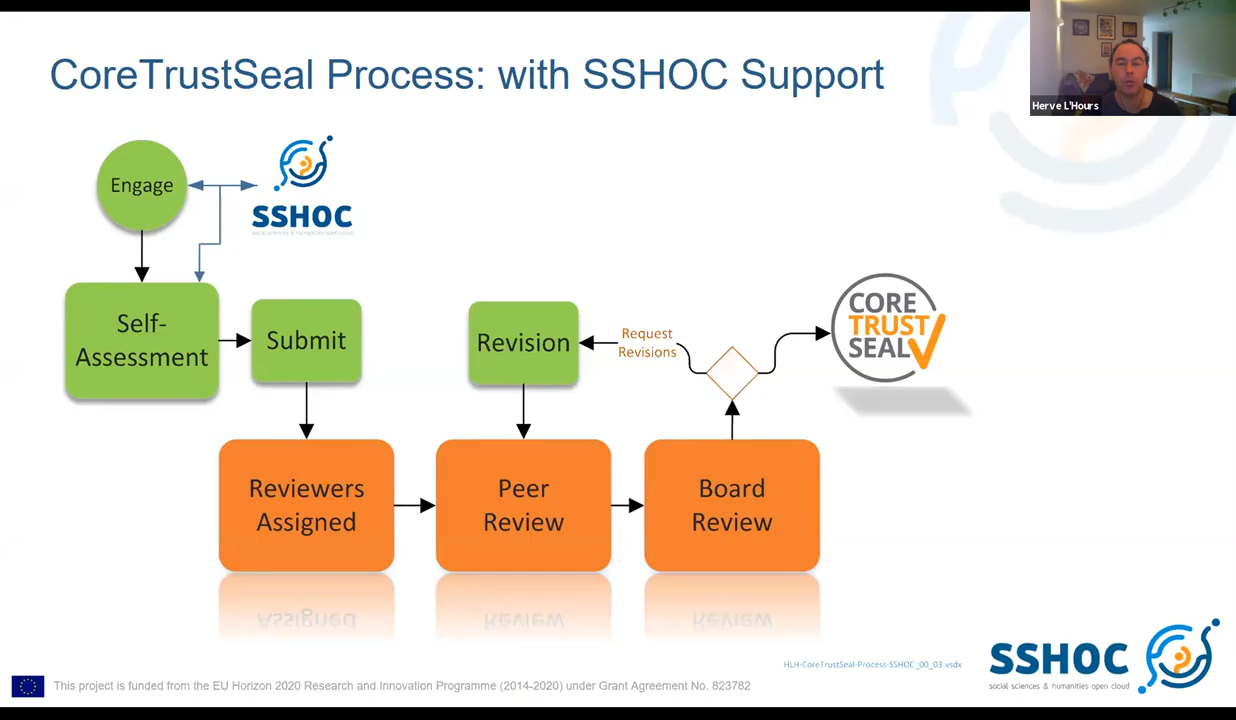 CoreTrustSeal Process: with SSHOC Support
Herve L'Hours
Engage
SSHOC
social sciences & humanities open cloud
Self-
Assessment
Submit
Revision
Request
Revisions
CORE
TRUST
SEAL
Reviewers
Assigned
Peer
Review
Board
Review
Assigned
Review
Review
HLH-CoreTrustSeal-Process-SSHOC_00_03.vsdx
SSHOC
social sciences & humanities open cloud
This project is funded from the EU Horizon 2020 Research and Innovation Programme (2014-2020) under Grant Agreement No. 823782